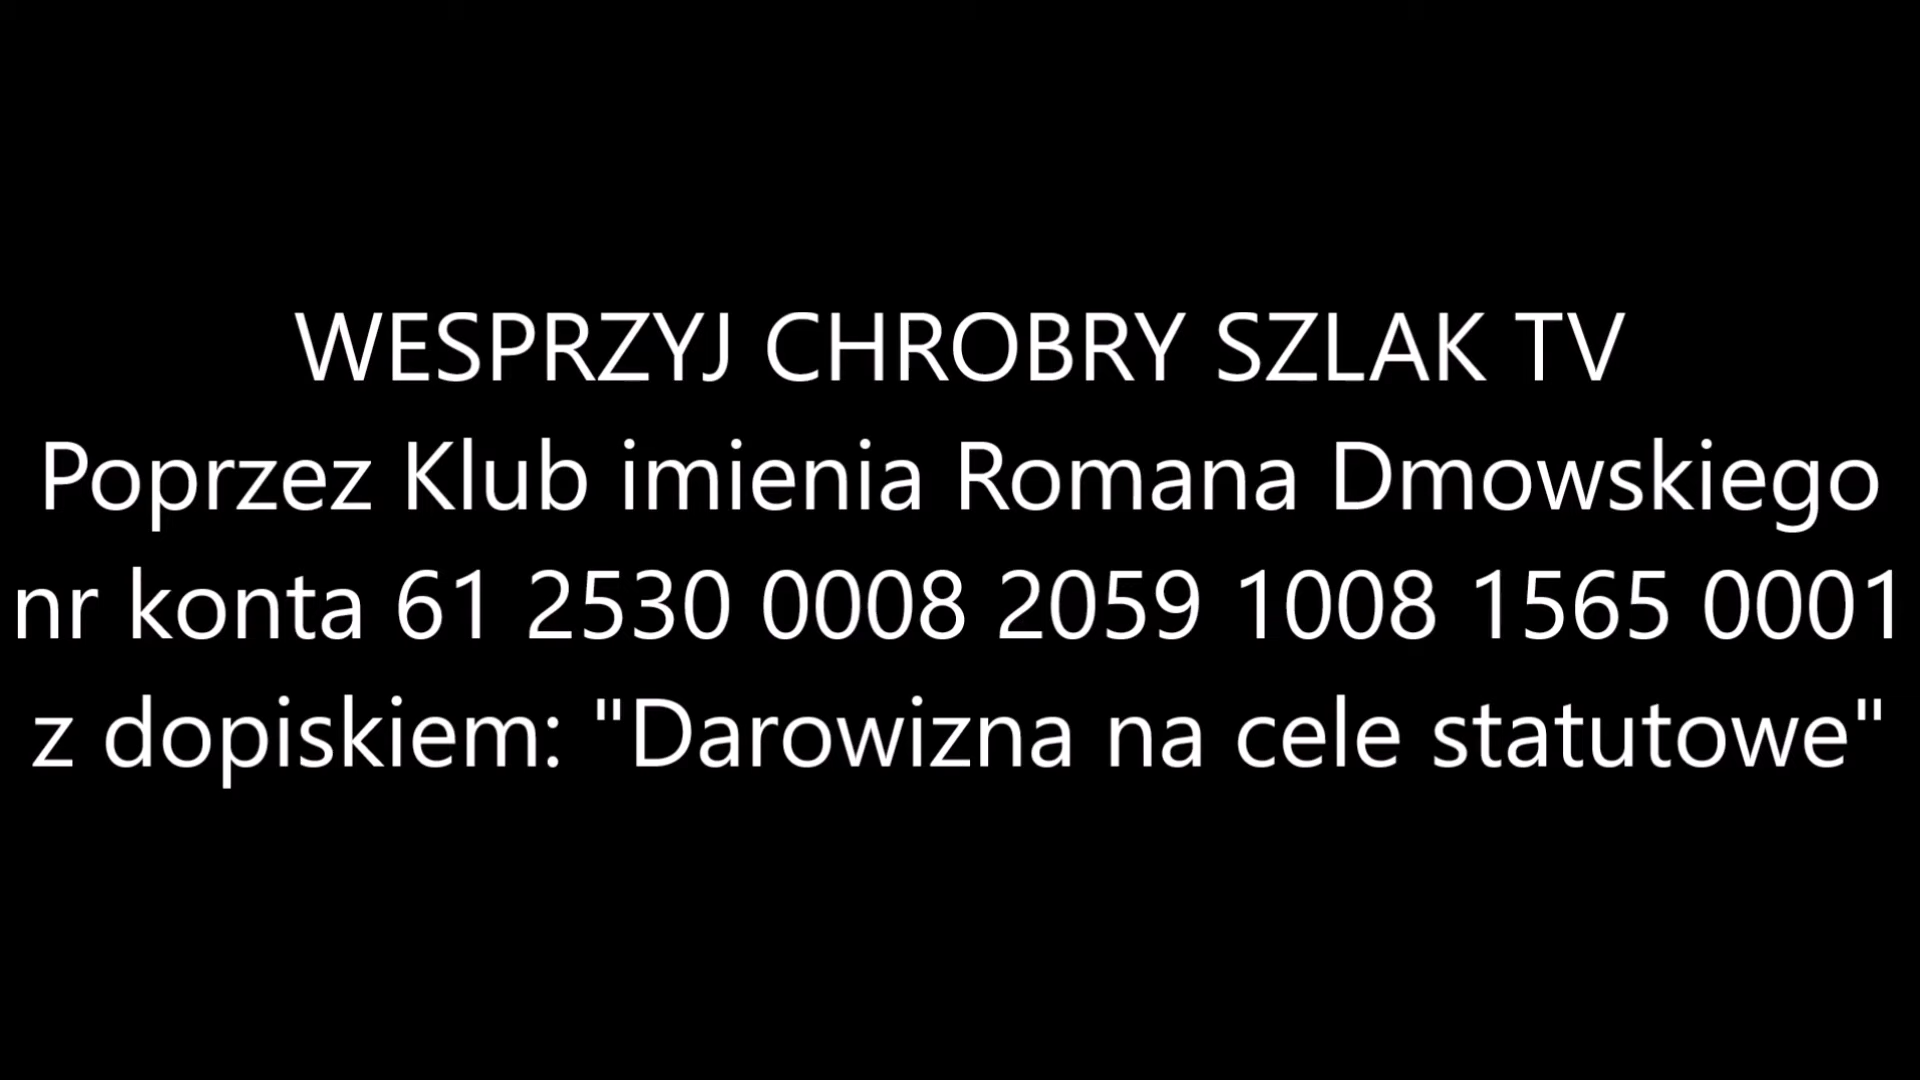 WESPRZYJ CHROBRY SZLAK TV
Poprzez Klub imienia Romana Dmowskiego
nr konta 61 2530 0008 2059 1008 1565 0001
z dopiskiem: "Darowizna na cele statutowe"